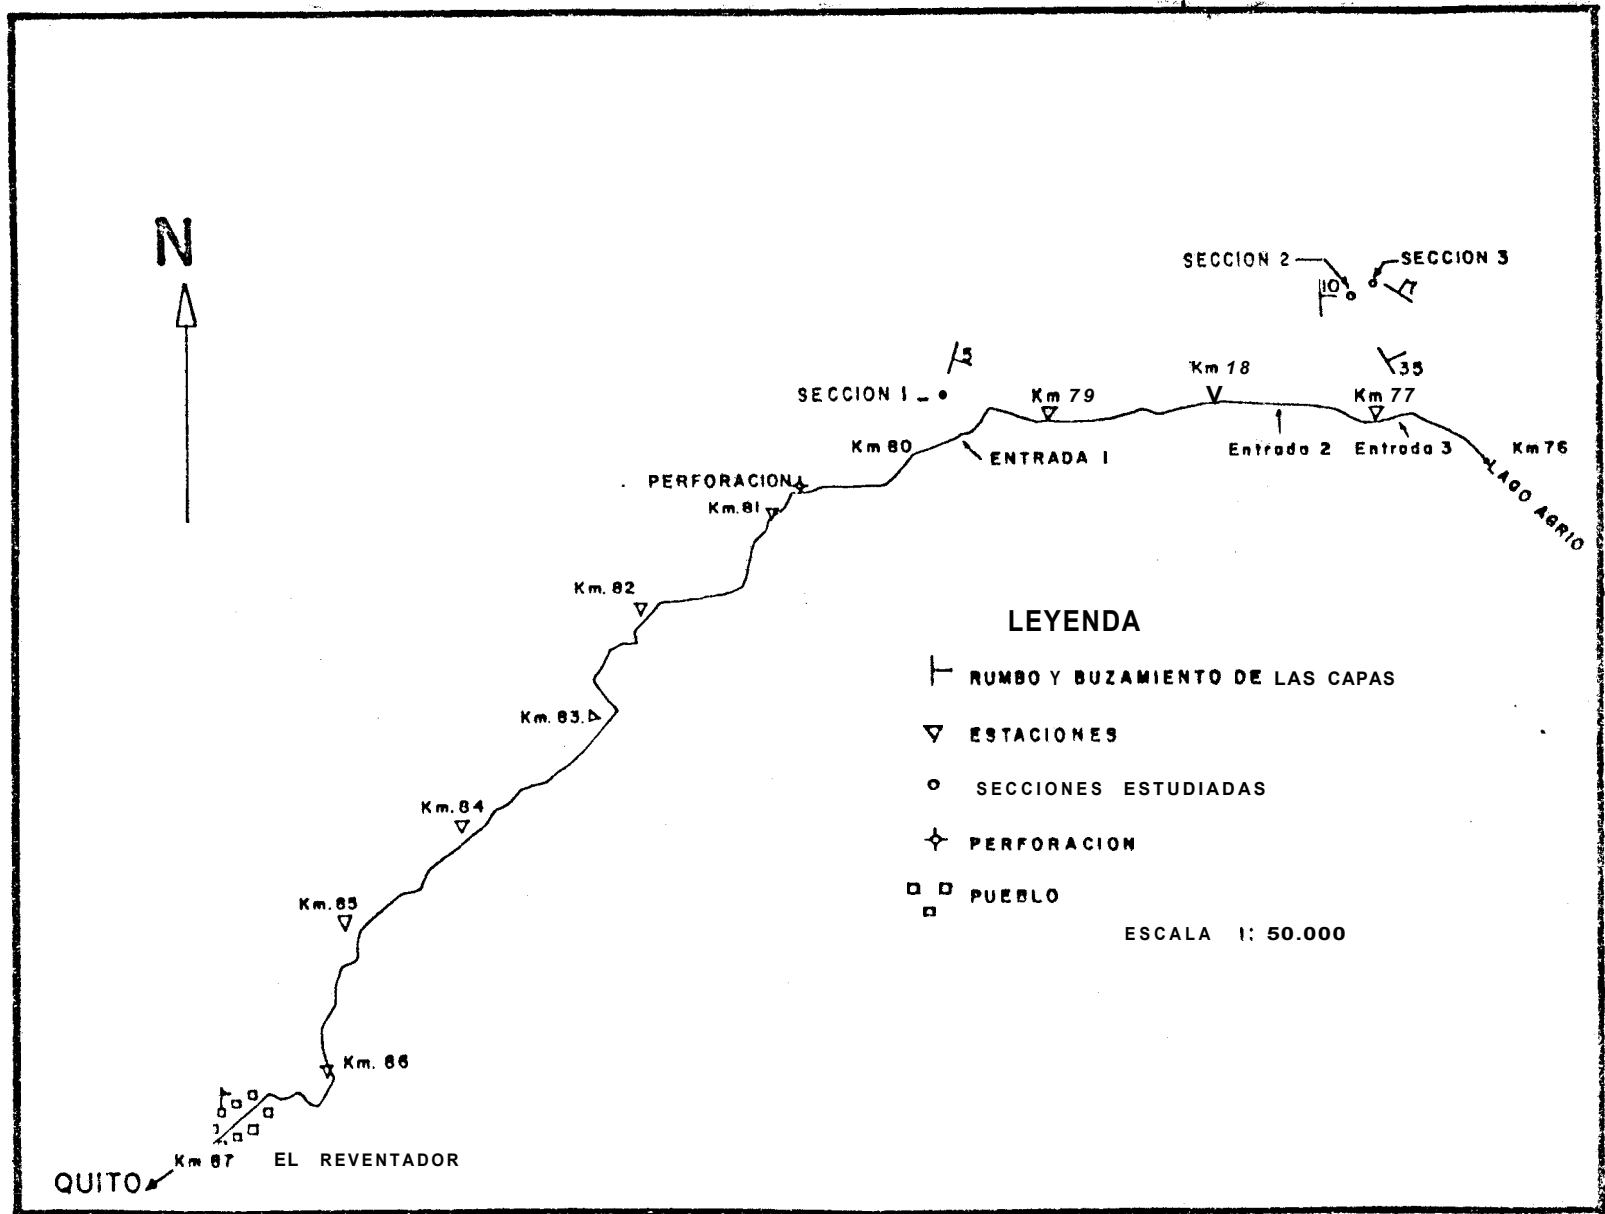 N
SECCION 2
SECCION 3
10
7
5
35
Km 18
SECCION 1
Km 79
Km 77
Km 80
ENTRADA 1
Entrada 2
Entrada 3
Km 76
LAGO AGRIO
PERFORACION
Km. 81
Km. 82
LEYENDA
RUMBO Y BUZAMIENTO DE LAS CAPAS
Km. 83
ESTACIONES
SECCIONES ESTUDIADAS
Km. 84
PERFORACION
PUEBLO
Km. 85
ESCALA 1: 50.000
Km. 86
Km 87
EL REVENTADOR
QUITO